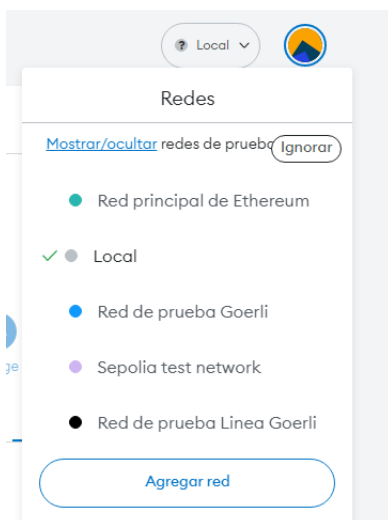 ? Local
Redes
Mostrar/ocultar redes de prueba Ignorar
Red principal de Ethereum
Local
Red de prueba Goerli
Sepolia test network
ge
Red de prueba Linea Goerli
Agregar red